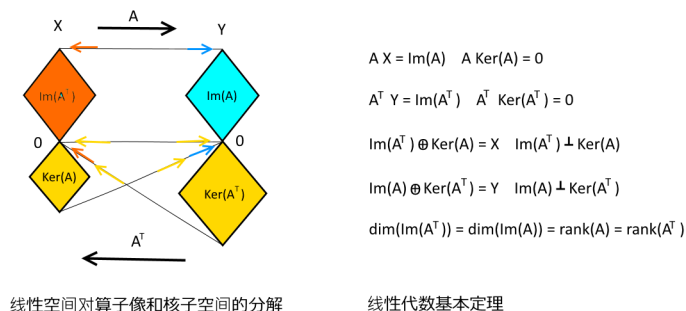 X
A
Y
Im(Aᵀ)
Im(A)
0
0
Ker(A)
Ker(Aᵀ)
Aᵀ
线性空间对算子像和核子空间的分解
A X = Im(A) A Ker(A) = 0
Aᵀ Y = Im(Aᵀ) Aᵀ Ker(Aᵀ) = 0
Im(Aᵀ) ⊕ Ker(A) = X Im(Aᵀ) ⊥ Ker(A)
Im(A) ⊕ Ker(Aᵀ) = Y Im(A) ⊥ Ker(Aᵀ)
dim(Im(Aᵀ)) = dim(Im(A)) = rank(A) = rank(Aᵀ)
线性代数基本定理